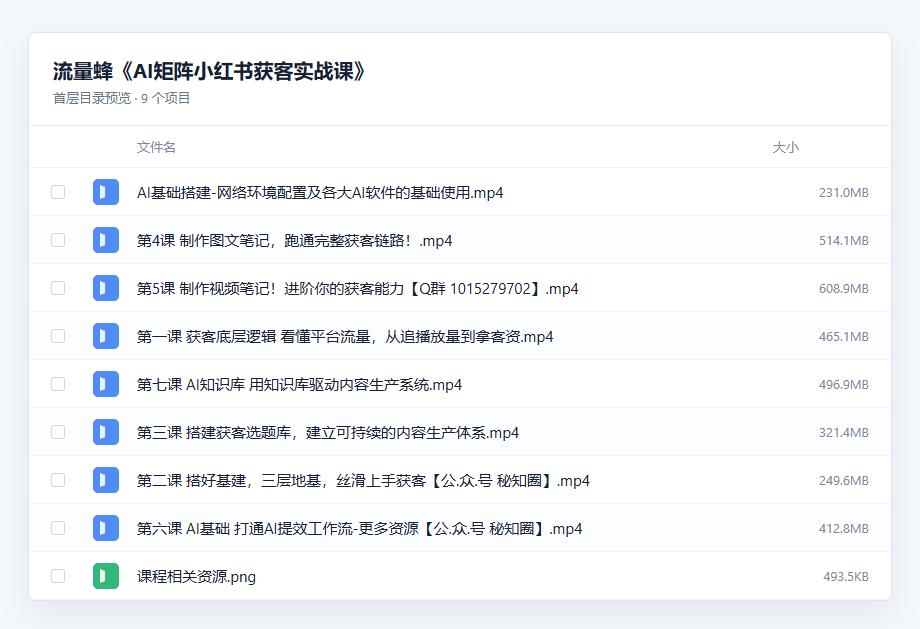 流量蜂《AI矩阵小红书获客实战课》
首层目录预览 · 9 个项目
文件名 大小
AI基础搭建-网络环境配置及各大AI软件的基础使用.mp4 231.0MB
第4课 制作图文笔记，跑通完整获客链路！.mp4 514.1MB
第5课 制作视频笔记！进阶你的获客能力【Q群 1015279702】.mp4 608.9MB
第一课 获客底层逻辑 看懂平台流量，从追播放量到拿客资.mp4 465.1MB
第七课 AI知识库 用知识库驱动内容生产系统.mp4 496.9MB
第三课 搭建获客选题库，建立可持续的内容生产体系.mp4 321.4MB
第二课 搭好基建，三层地基，丝滑上手获客【公.众.号 秘知圈】.mp4 249.6MB
第六课 AI基础 打通AI提效工作流-更多资源【公.众.号 秘知圈】.mp4 412.8MB
课程相关资源.png 493.5KB